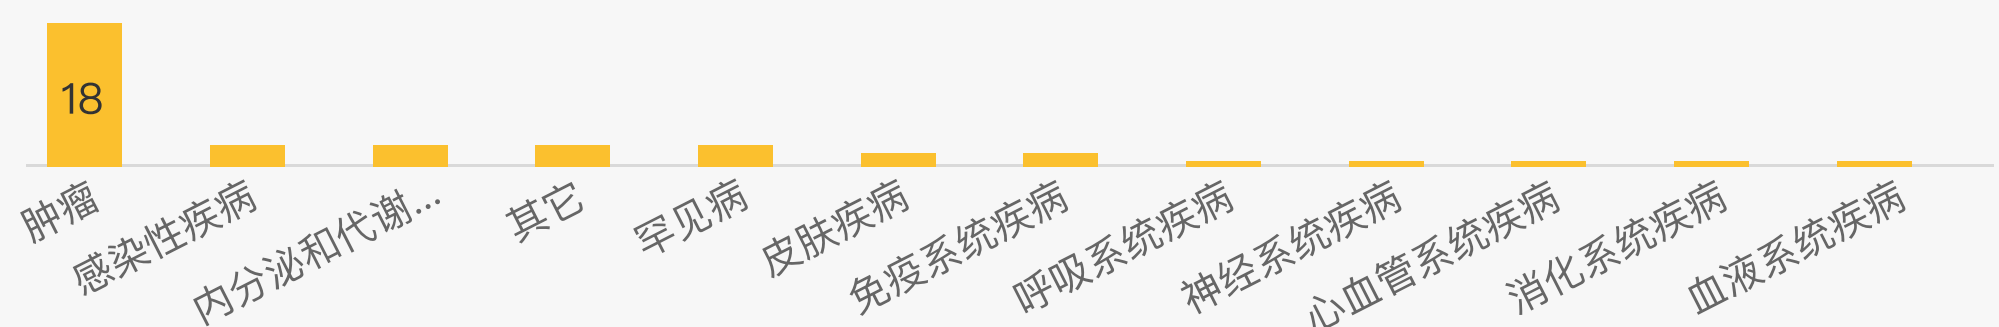 18
肿瘤
感染性疾病
内分泌和代谢...
其它
罕见病
皮肤疾病
免疫系统疾病
呼吸系统疾病
神经系统疾病
心血管系统疾病
消化系统疾病
血液系统疾病